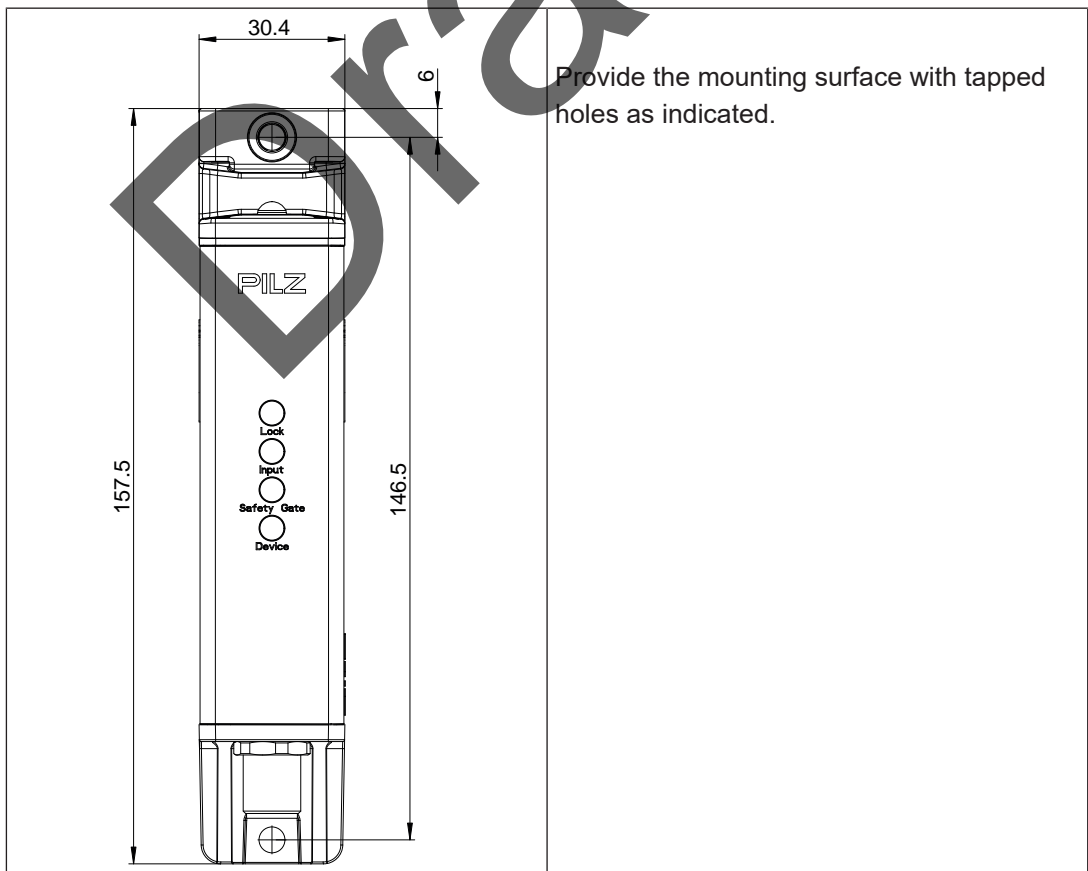 30.4
6
Provide the mounting surface with tapped
holes as indicated.
PILZ
Lock
Input
Safety Gate
Device
157.5
146.5